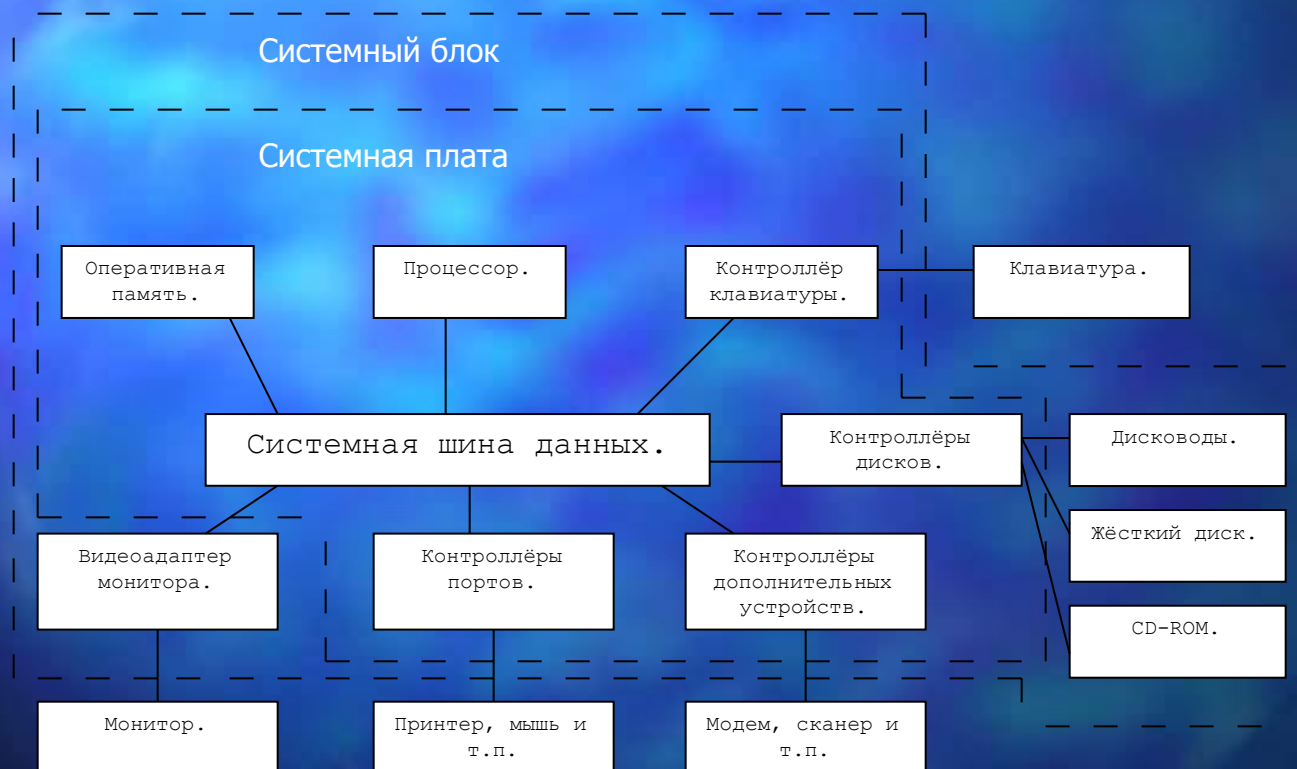 Системный блок
Системная плата
Оперативная
память.
Процессор.
Контроллёр
клавиатуры.
Клавиатура.
Системная шина данных.
Контроллёры
дисков.
Дисководы.
Жёсткий диск.
CD-ROM.
Видеоадаптер
монитора.
Контроллёры
портов.
Контроллёры
дополнительных
устройств.
Монитор.
Принтер, мышь и
т.п.
Модем, сканер и
т.п.